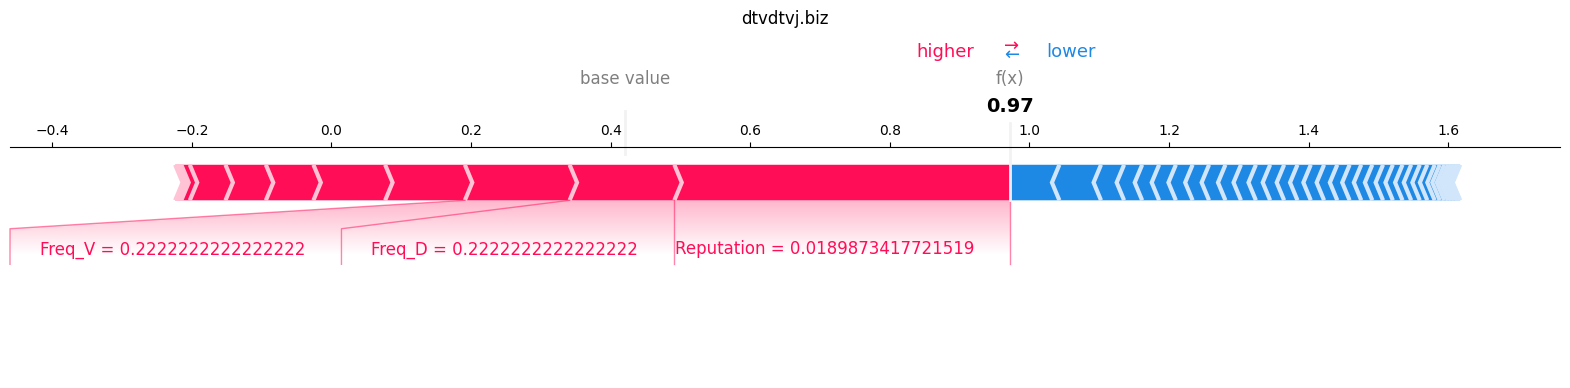 dtvdtvj.biz
higher → ← lower
base value f(x)
0.97
−0.4 −0.2 0.0 0.2 0.4 0.6 0.8 1.0 1.2 1.4 1.6
Freq_V = 0.2222222222222222 Freq_D = 0.2222222222222222 Reputation = 0.0189873417721519